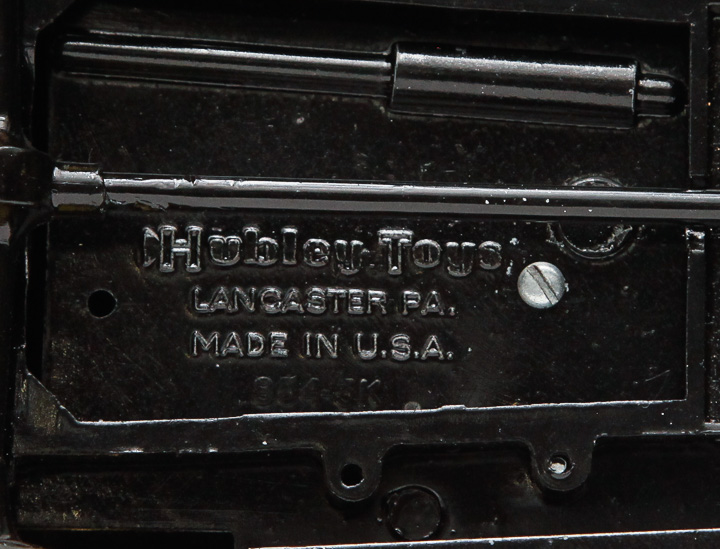 Hubley Toys
LANCASTER PA.
MADE IN U.S.A.